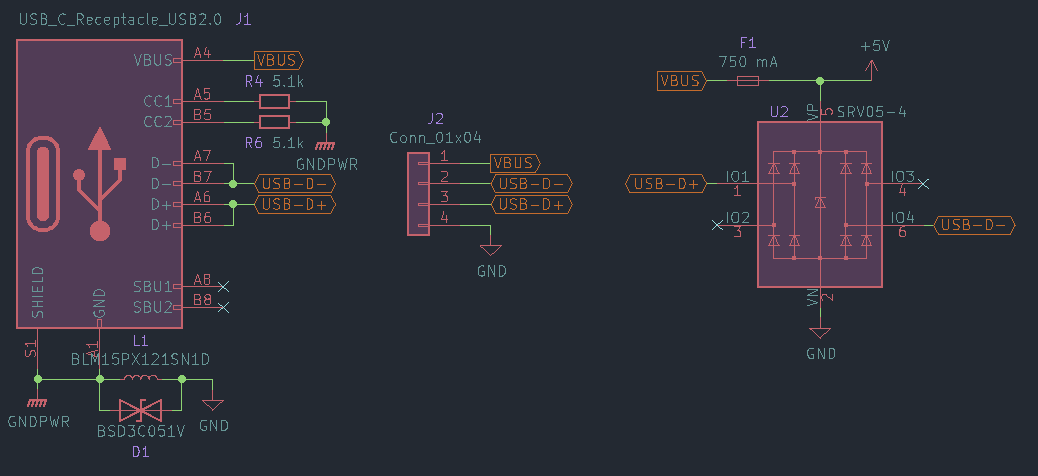 USB_C_Receptacle_USB2.0 J1
VBUS A4 VBUS
R4 5.1k
CC1 A5
CC2 B5
R6 5.1k
GNDPWR
D- A7
D- B7 USB-D-
D+ A6 USB-D+
D+ B6
SBU1 A8
SBU2 B8
SHIELD
GND
S1
A1
L1
BLM15PX121SN1D
GNDPWR
BSD3C051V
GND
D1
J2
Conn_01x04
1 VBUS
2 USB-D-
3 USB-D+
4
GND
F1
750 mA
+5V
VBUS
U2
VP
5
SRV05-4
USB-D+
IO1
1
IO3
4
IO2
3
IO4
6
USB-D-
VN
2
GND